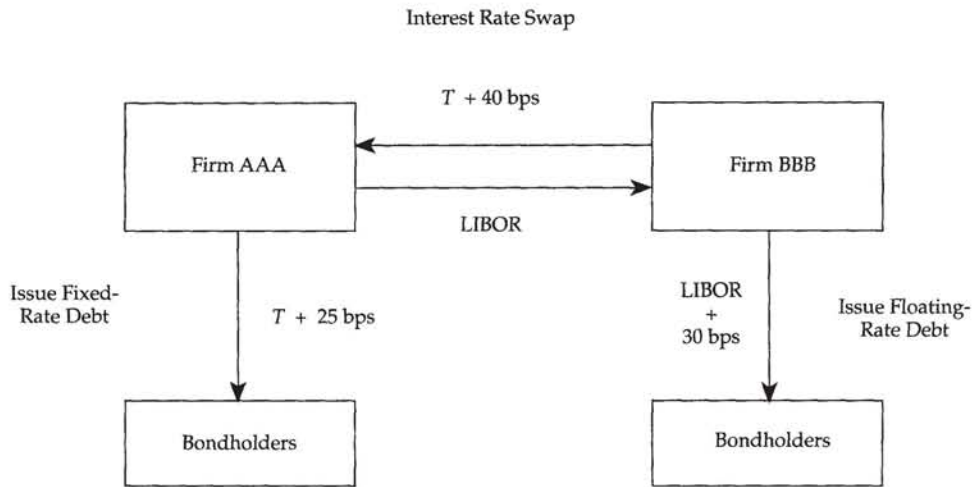 Interest Rate Swap
T + 40 bps
Firm AAA
Firm BBB
LIBOR
Issue Fixed-
Rate Debt
T + 25 bps
LIBOR
+
30 bps
Issue Floating-
Rate Debt
Bondholders
Bondholders